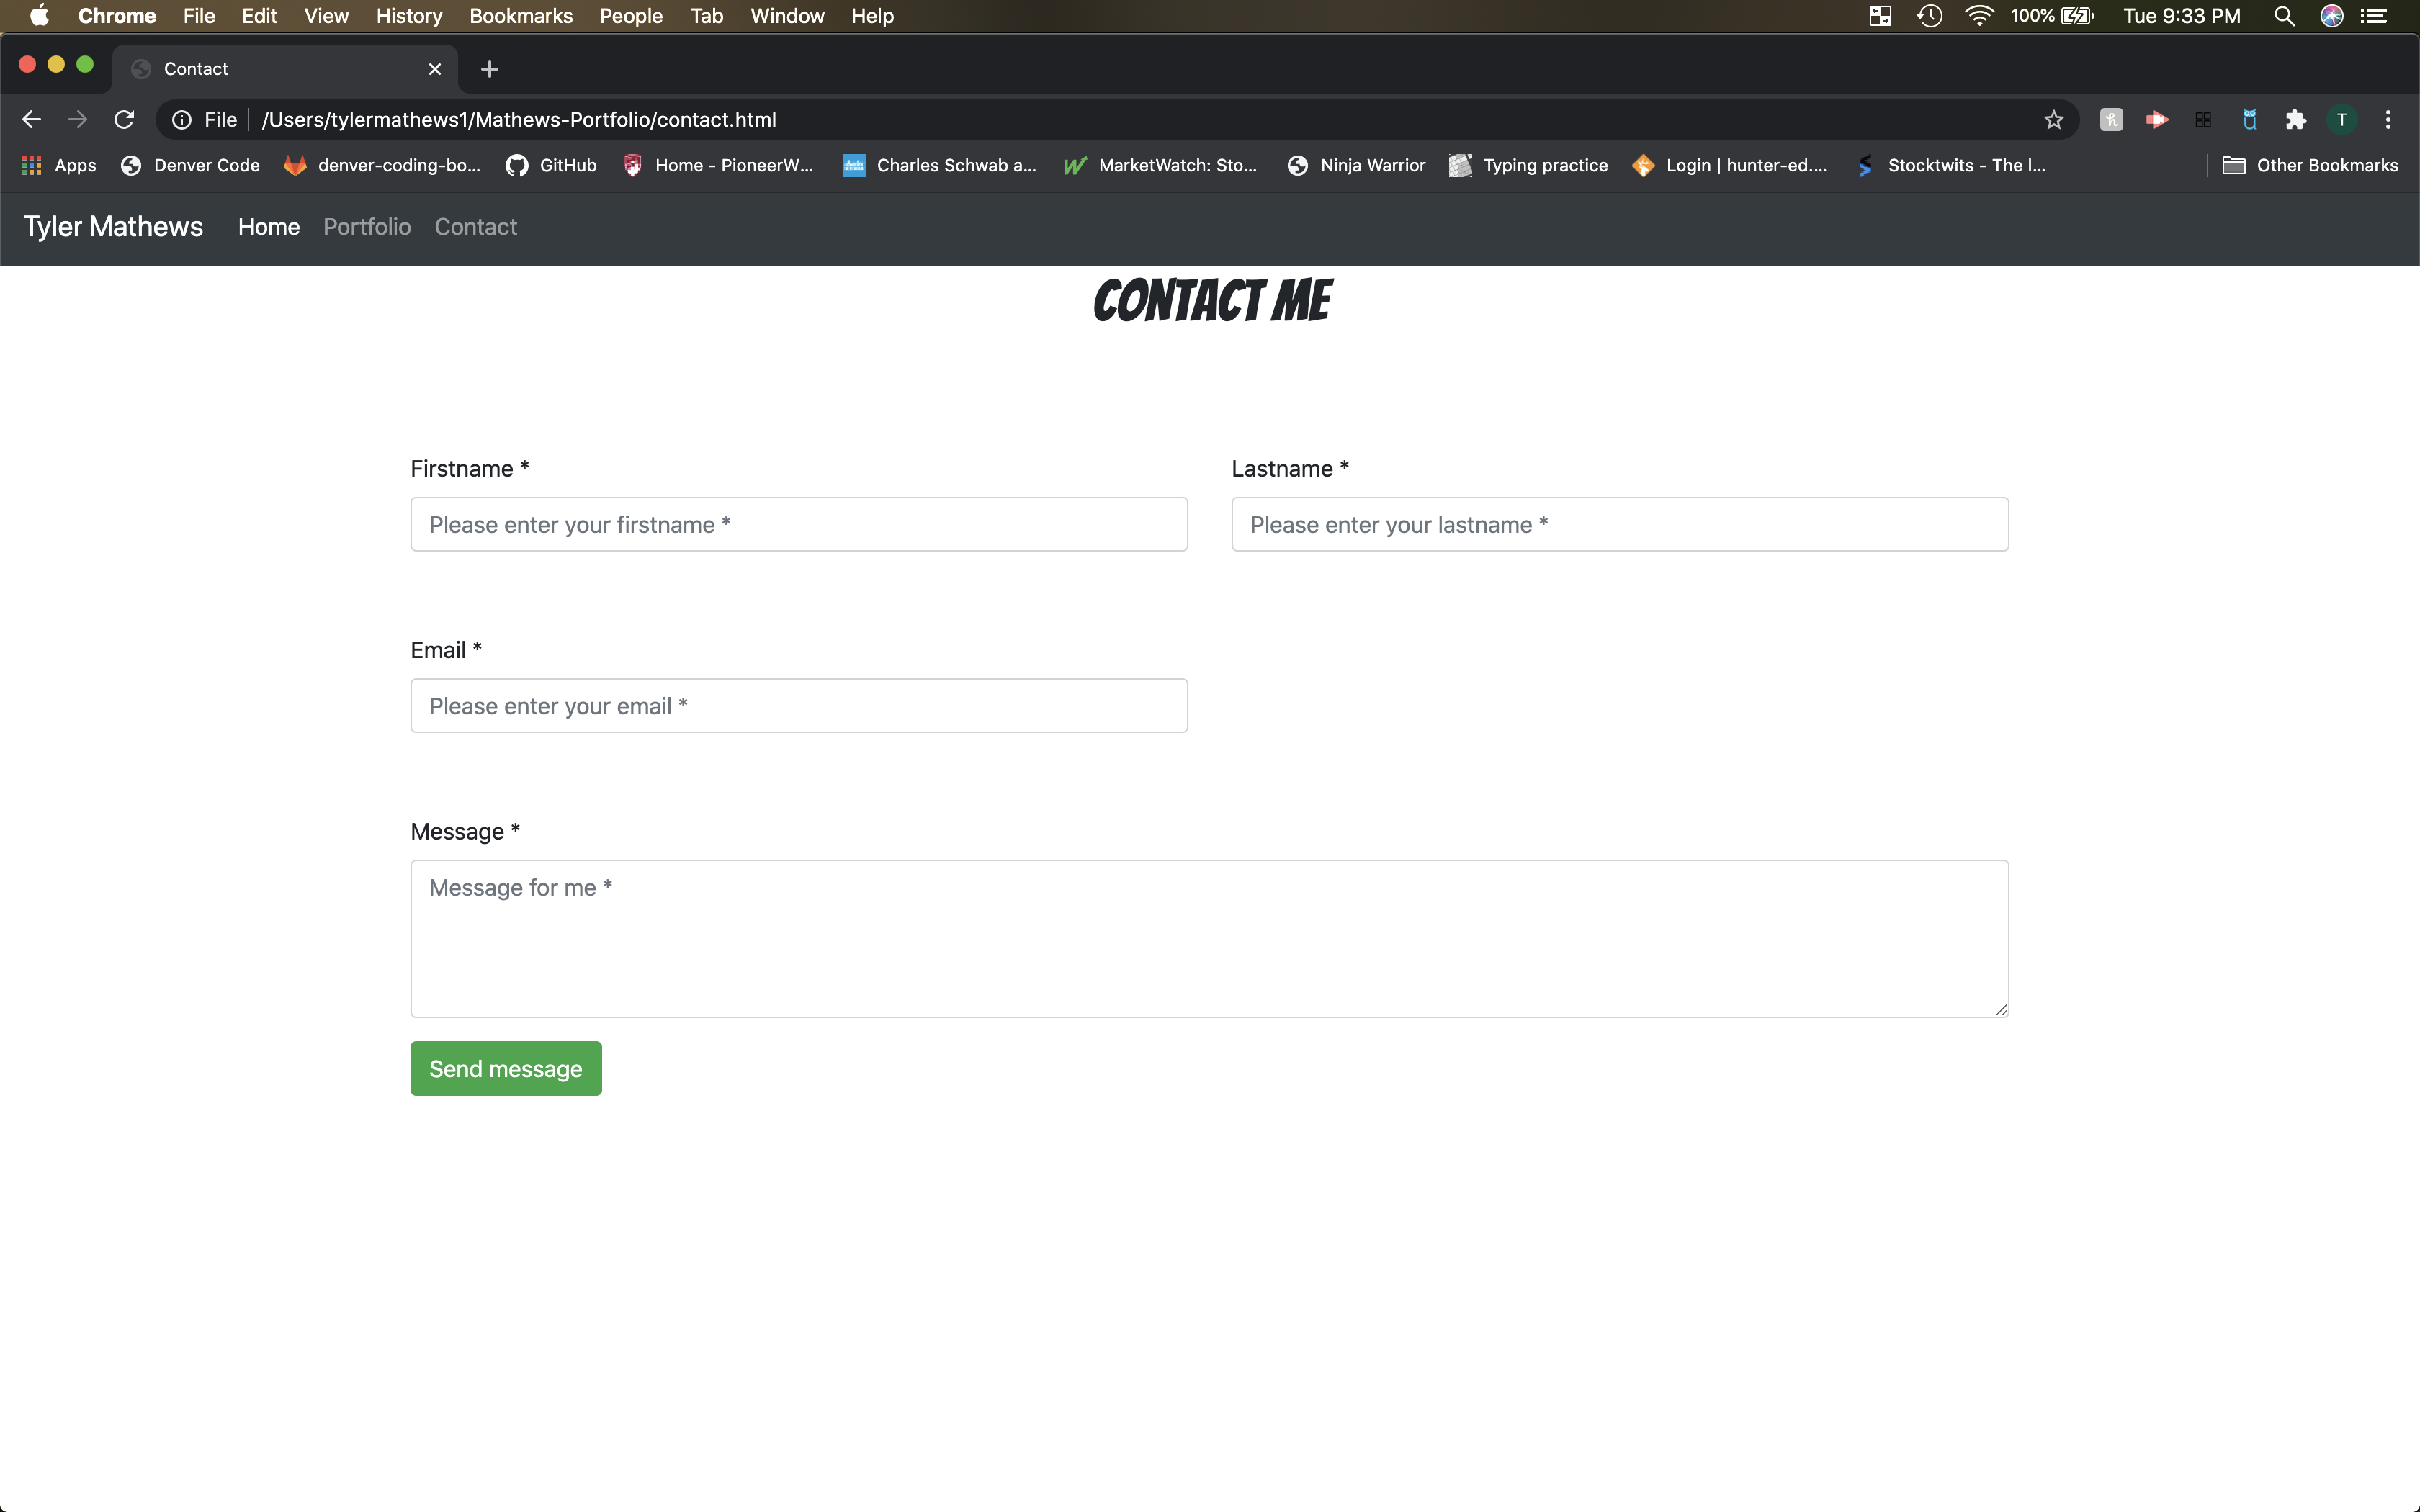 Chrome File Edit View History Bookmarks People Tab Window Help 100% Tue 9:33 PM
Contact
File /Users/tylermathews1/Mathews-Portfolio/contact.html T
Apps Denver Code denver-coding-bo... GitHub Home - PioneerW... Charles Schwab a... MarketWatch: Sto... Ninja Warrior Typing practice Login | hunter-ed.... Stocktwits - The l... Other Bookmarks
Tyler Mathews Home Portfolio Contact
CONTACT ME
Firstname * Lastname *
Please enter your firstname * Please enter your lastname *
Email *
Please enter your email *
Message *
Message for me *
Send message